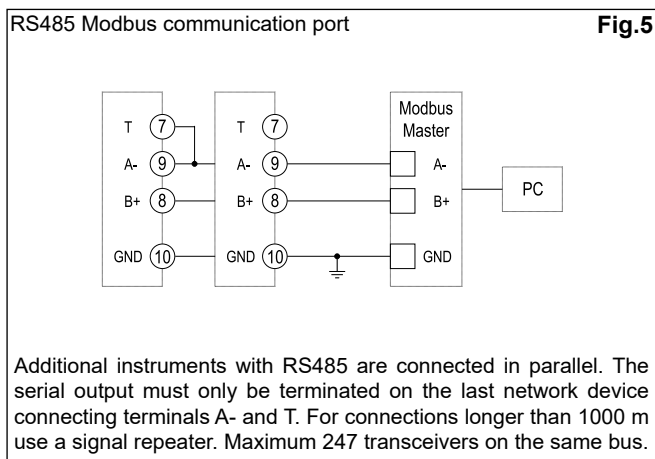 RS485 Modbus communication port
Fig.5
T 7
T 7
Modbus
Master
A- 9
A- 9
A-
B+ 8
B+ 8
B+
PC
GND 10
GND 10
GND
Additional instruments with RS485 are connected in parallel. The
serial output must only be terminated on the last network device
connecting terminals A- and T. For connections longer than 1000 m
use a signal repeater. Maximum 247 transceivers on the same bus.